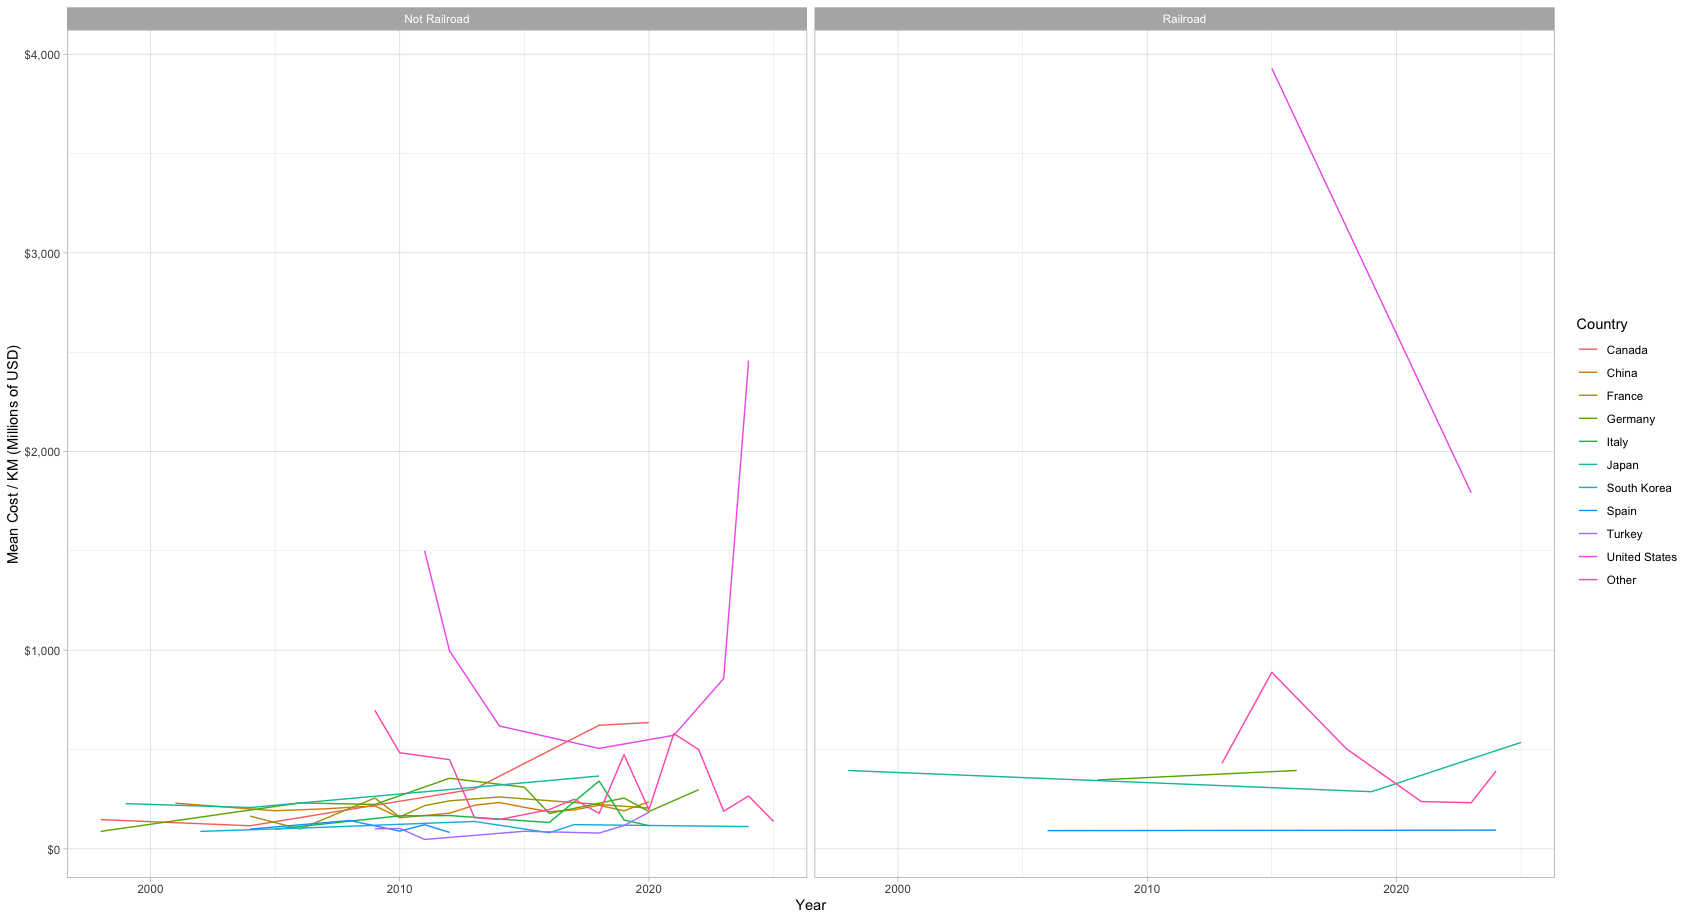 Not Railroad
Railroad
$4,000
$3,000
$2,000
$1,000
$0
Mean Cost / KM (Millions of USD)
2000
2010
2020
2000
2010
2020
Year
Country
Canada
China
France
Germany
Italy
Japan
South Korea
Spain
Turkey
United States
Other